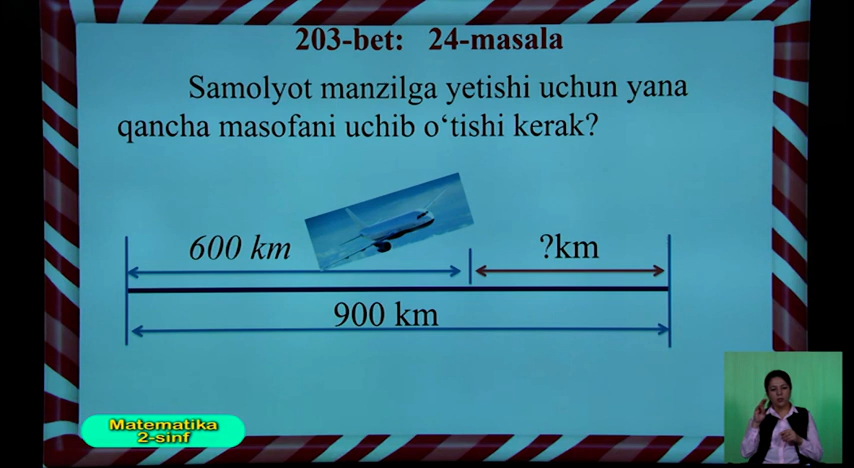 203-bet: 24-masala
Samolyot manzilga yetishi uchun yana
qancha masofani uchib o‘tishi kerak?
600 km
?km
900 km
Matematika
2-sinf